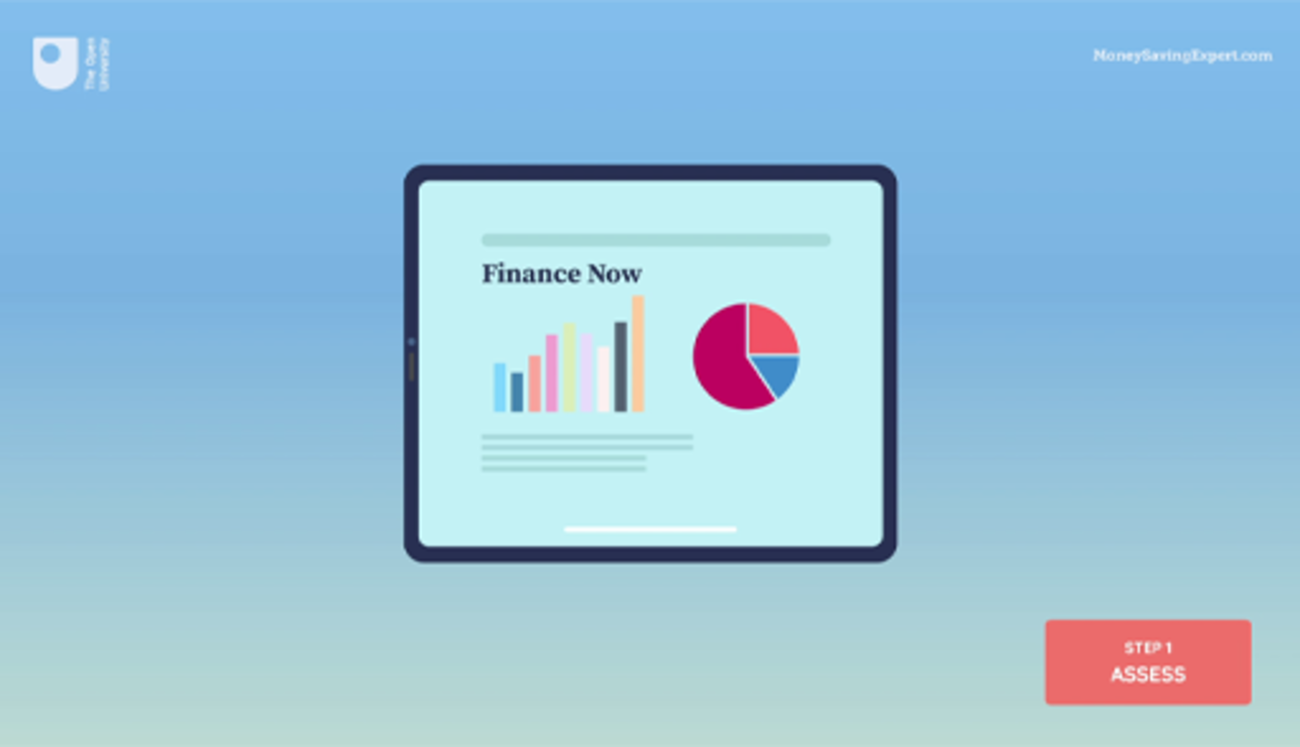 The Open
University
MoneySavingExpert.com
Finance Now
STEP 1
ASSESS